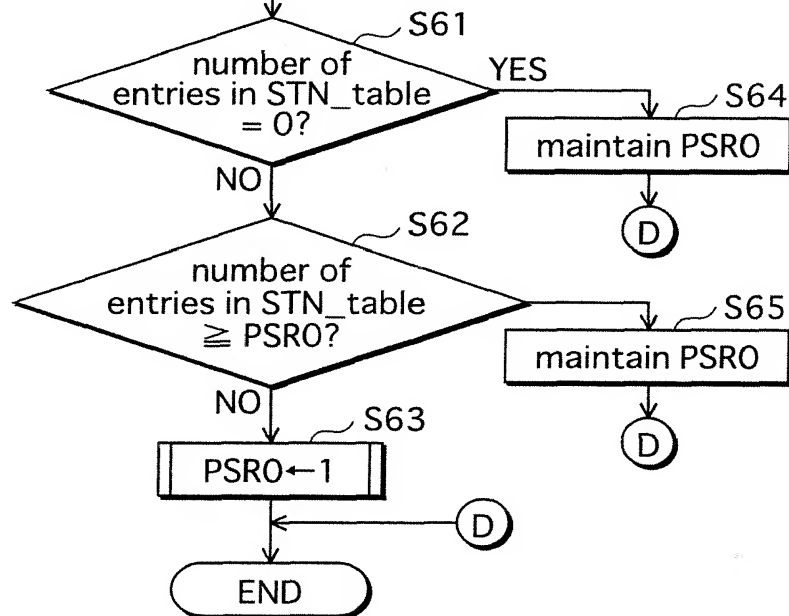 S61
number of
entries in STN_table
= 0?
YES
S64
maintain PSR0
D
NO
S62
number of
entries in STN_table
≧ PSR0?
S65
maintain PSR0
D
NO
S63
PSR0←1
D
END